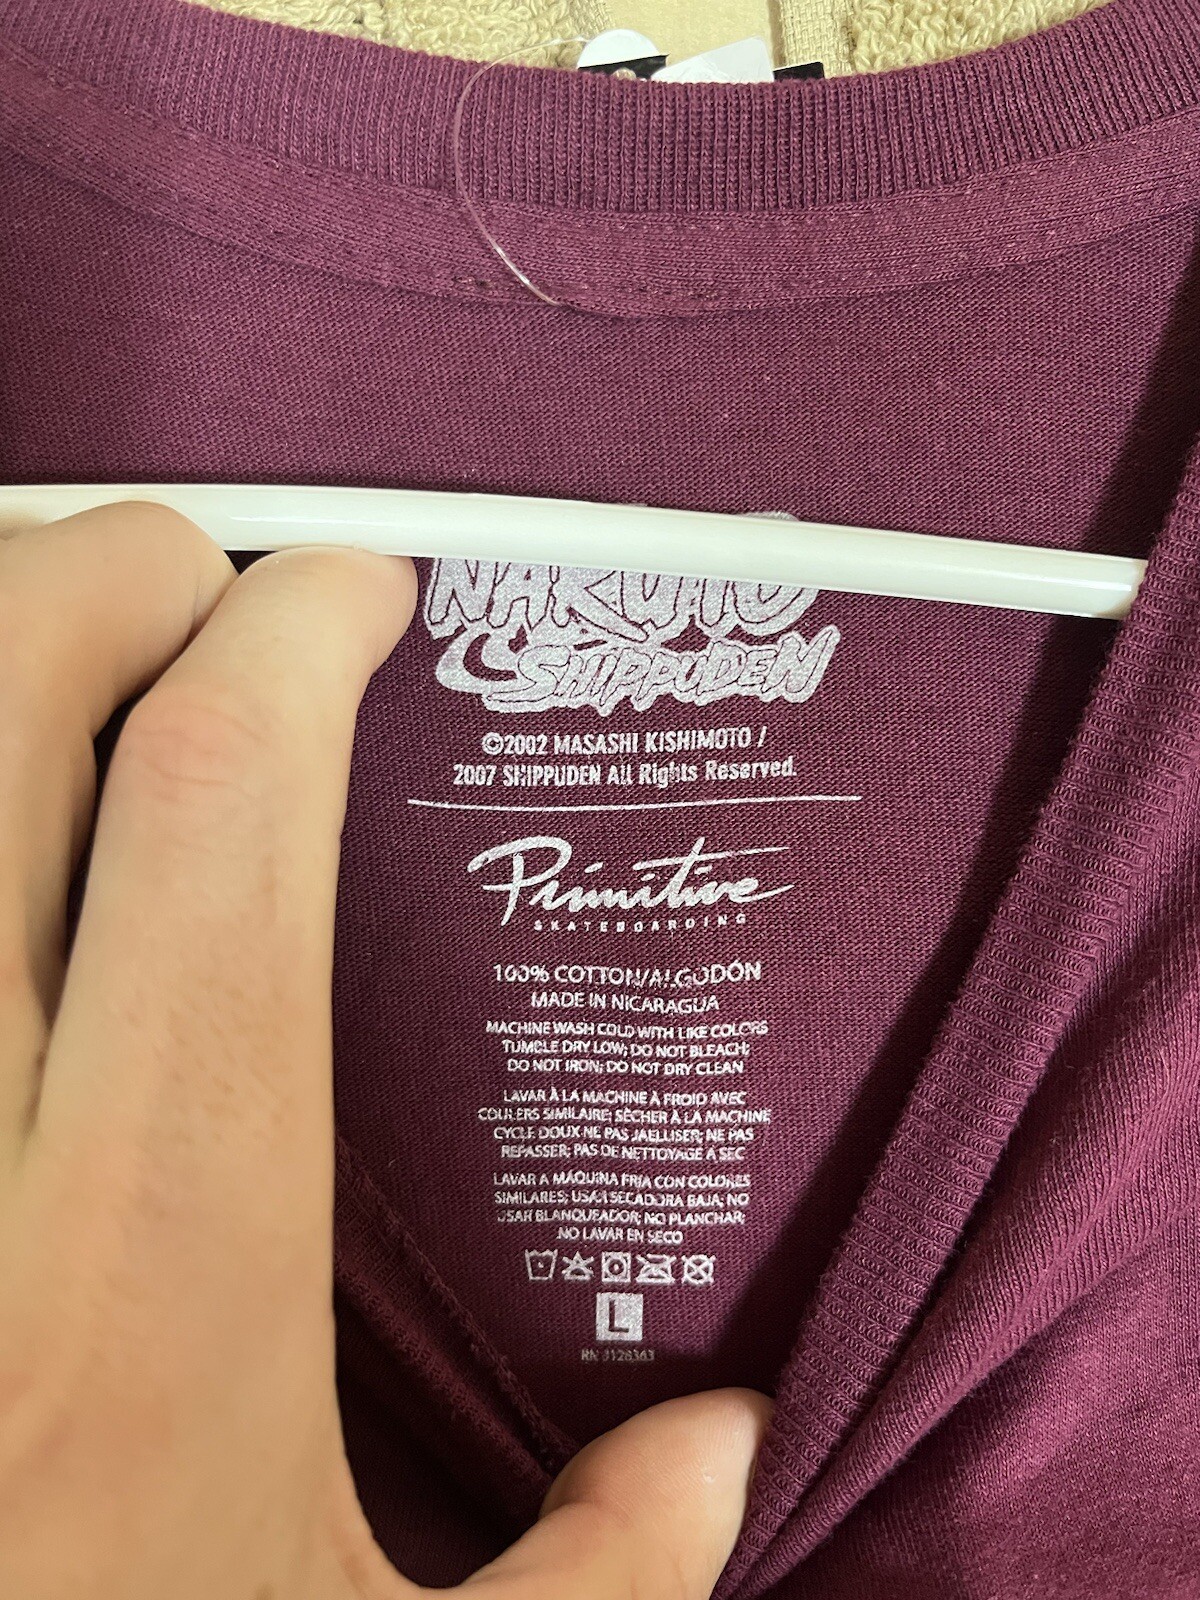 NARUTO
SHIPPUDEN
©2002 MASASHI KISHIMOTO /
2007 SHIPPUDEN All Rights Reserved.
Primitive
SKATEBOARDING
100% COTTON/ALGODÓN
MADE IN NICARAGUA
MACHINE WASH COLD WITH LIKE COLORS
TUMBLE DRY LOW; DO NOT BLEACH;
DO NOT IRON; DO NOT DRY CLEAN
LAVAR À LA MACHINE À FROID AVEC
COULERS SIMILAIRE; SÈCHER À LA MACHINE
CYCLE DOUX NE PAS JAELLISER; NE PAS
REPASSER; PAS DE NETTOYAGE A SEC
LAVAR A MÁQUINA FRIA CON COLORES
SIMILARES; USAR SECADORA BAJA; NO
USAR BLANQUEADOR; NO PLANCHAR;
NO LAVAR EN SECO
L
RN